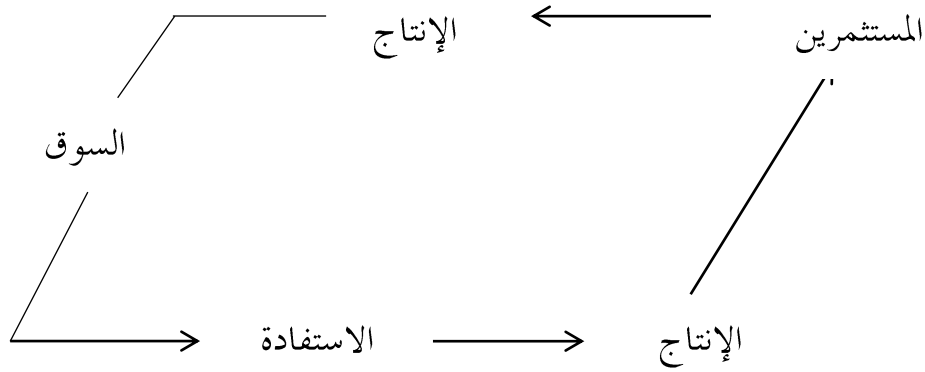 المستثمرين
الإنتاج
السوق
الاستفادة
الإنتاج